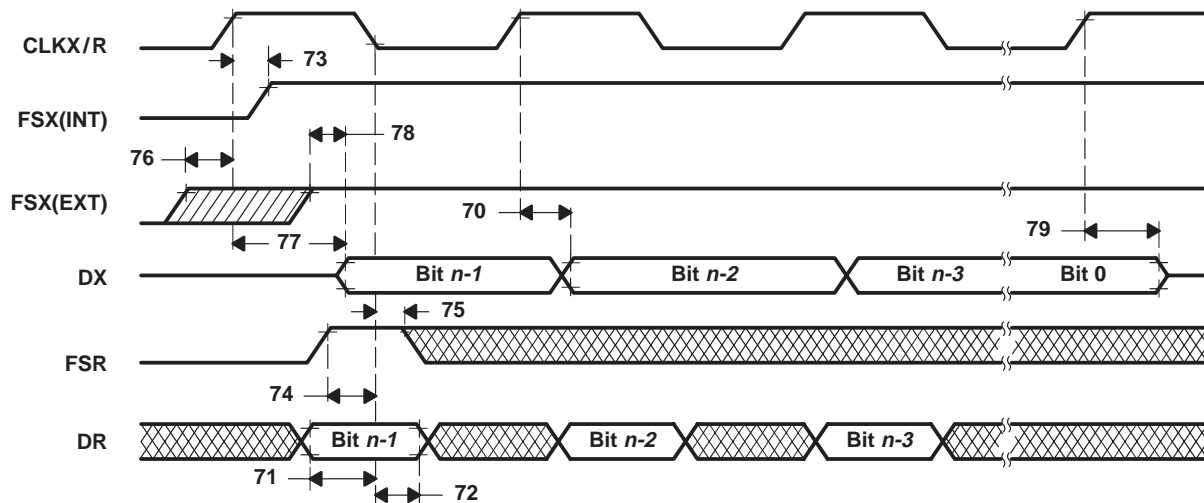 CLKX/R
73
FSX(INT)
78
76
FSX(EXT)
70
77
79
DX
Bit n-1
Bit n-2
Bit n-3
Bit 0
75
FSR
74
DR
Bit n-1
Bit n-2
Bit n-3
71
72